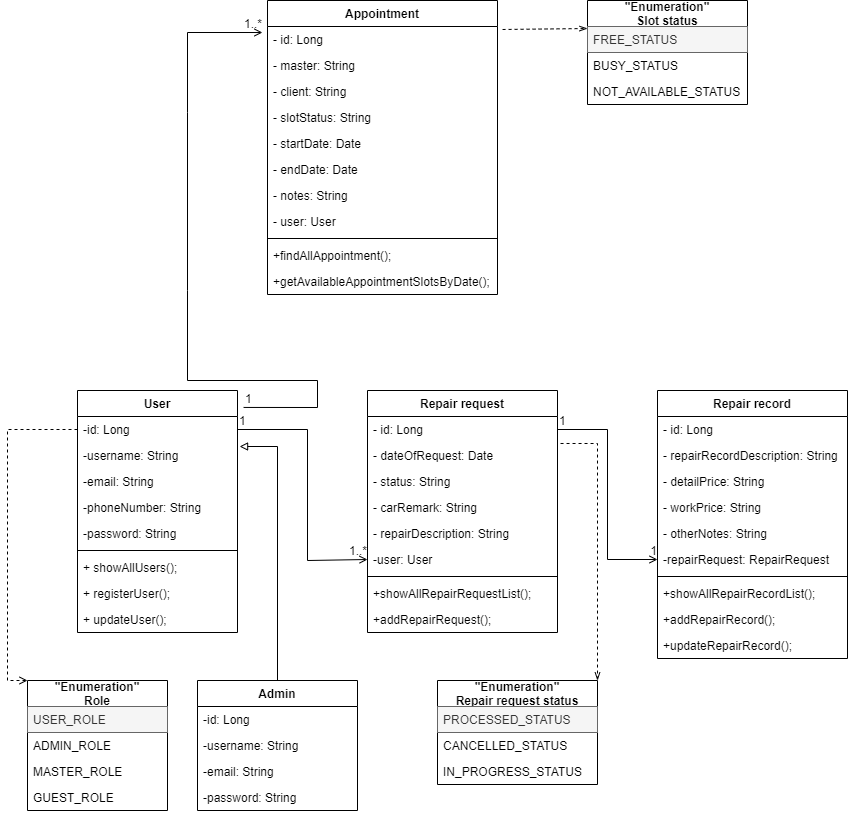 Appointment
- id: Long
- master: String
- client: String
- slotStatus: String
- startDate: Date
- endDate: Date
- notes: String
- user: User
+findAllAppointment();
+getAvailableAppointmentSlotsByDate();
"Enumeration"
Slot status
FREE_STATUS
BUSY_STATUS
NOT_AVAILABLE_STATUS
1..*
1
User
-id: Long
-username: String
-email: String
-phoneNumber: String
-password: String
+ showAllUsers();
+ registerUser();
+ updateUser();
1
1..*
Repair request
- id: Long
- dateOfRequest: Date
- status: String
- carRemark: String
- repairDescription: String
-user: User
+showAllRepairRequestList();
+addRepairRequest();
1
1
Repair record
- id: Long
- repairRecordDescription: String
- detailPrice: String
- workPrice: String
- otherNotes: String
-repairRequest: RepairRequest
+showAllRepairRecordList();
+addRepairRecord();
+updateRepairRecord();
"Enumeration"
Role
USER_ROLE
ADMIN_ROLE
MASTER_ROLE
GUEST_ROLE
Admin
-id: Long
-username: String
-email: String
-password: String
"Enumeration"
Repair request status
PROCESSED_STATUS
CANCELLED_STATUS
IN_PROGRESS_STATUS